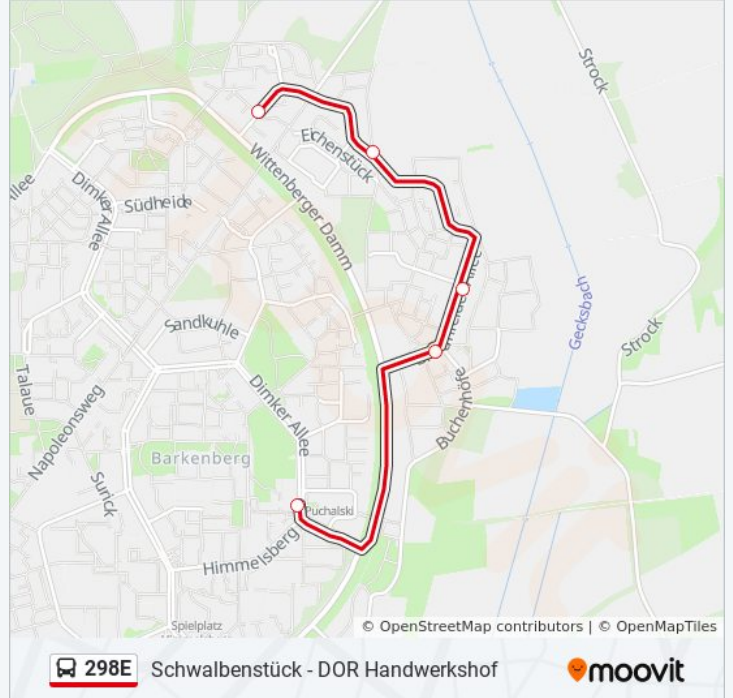 Strock
Eichenstück
Wittenberger Damm
Allee
Dimker Allee
Südheide
Gecksbach
Sandkuhle
Strock
Talaue
Napoleonsweg
Dimker Allee
Buchenhöfe
Barkenberg
Surick
Puchalski
Himmelsberg
Spielplatz
© OpenStreetMap contributors | © OpenMapTiles
298E Schwalbenstück - DOR Handwerkshof moovit